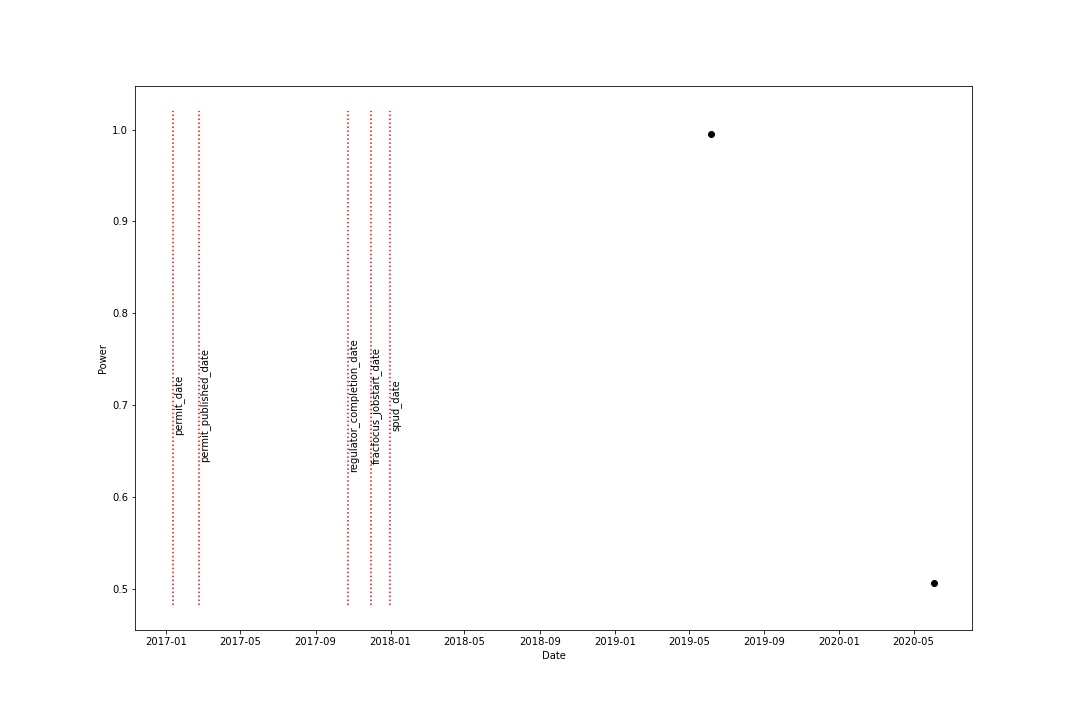 1.0
0.9
0.8
0.7
0.6
0.5
Power
permit_date
permit_published_date
regulator_completion_date
fracfocus_jobstart_date
spud_date
2017-01 2017-05 2017-09 2018-01 2018-05 2018-09 2019-01 2019-05 2019-09 2020-01 2020-05
Date